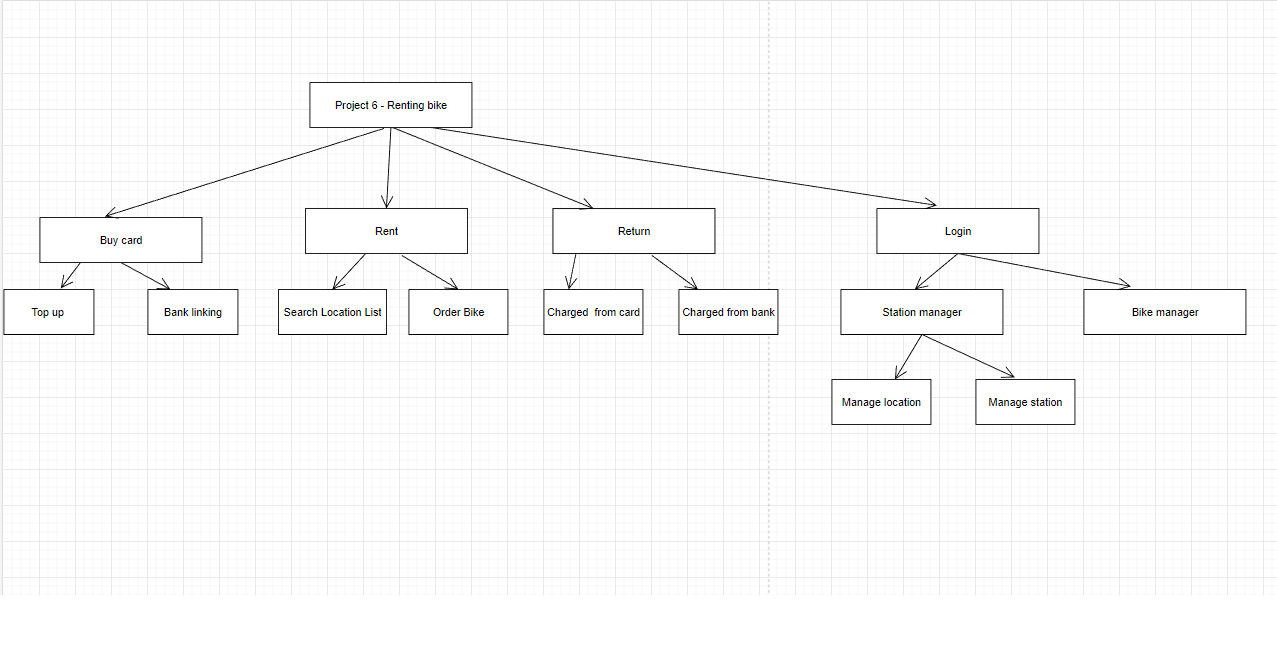 Project 6 - Renting bike
Buy card
Rent
Return
Login
Top up
Bank linking
Search Location List
Order Bike
Charged from card
Charged from bank
Station manager
Bike manager
Manage location
Manage station